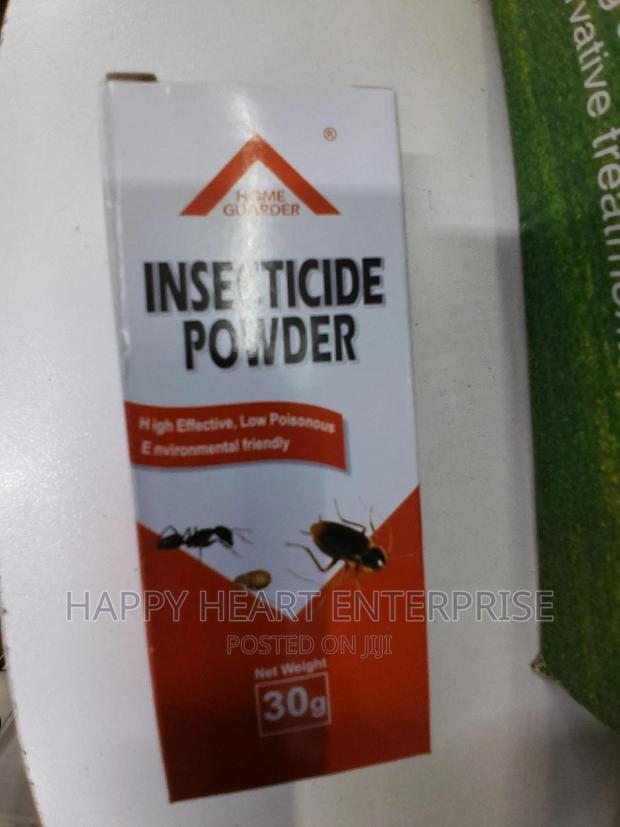 ®
HOME
GUARDER
INSECTICIDE
POWDER
High Effective, Low Poisonous
Environmental friendly
HAPPY HEART ENTERPRISE
POSTED ON JIJI
Net Weight
30g
vative treatme